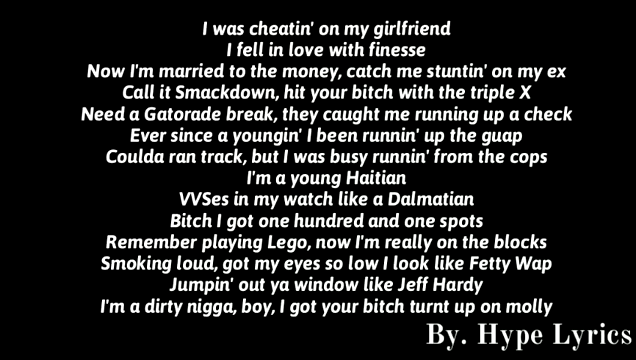 I was cheatin' on my girlfriend
I fell in love with finesse
Now I'm married to the money, catch me stuntin' on my ex
Call it Smackdown, hit your bitch with the triple X
Need a Gatorade break, they caught me running up a check
Ever since a youngin' I been runnin' up the guap
Coulda ran track, but I was busy runnin' from the cops
I'm a young Haitian
VVSes in my watch like a Dalmatian
Bitch I got one hundred and one spots
Remember playing Lego, now I'm really on the blocks
Smoking loud, got my eyes so low I look like Fetty Wap
Jumpin' out ya window like Jeff Hardy
I'm a dirty nigga, boy, I got your bitch turnt up on molly
By. Hype Lyrics